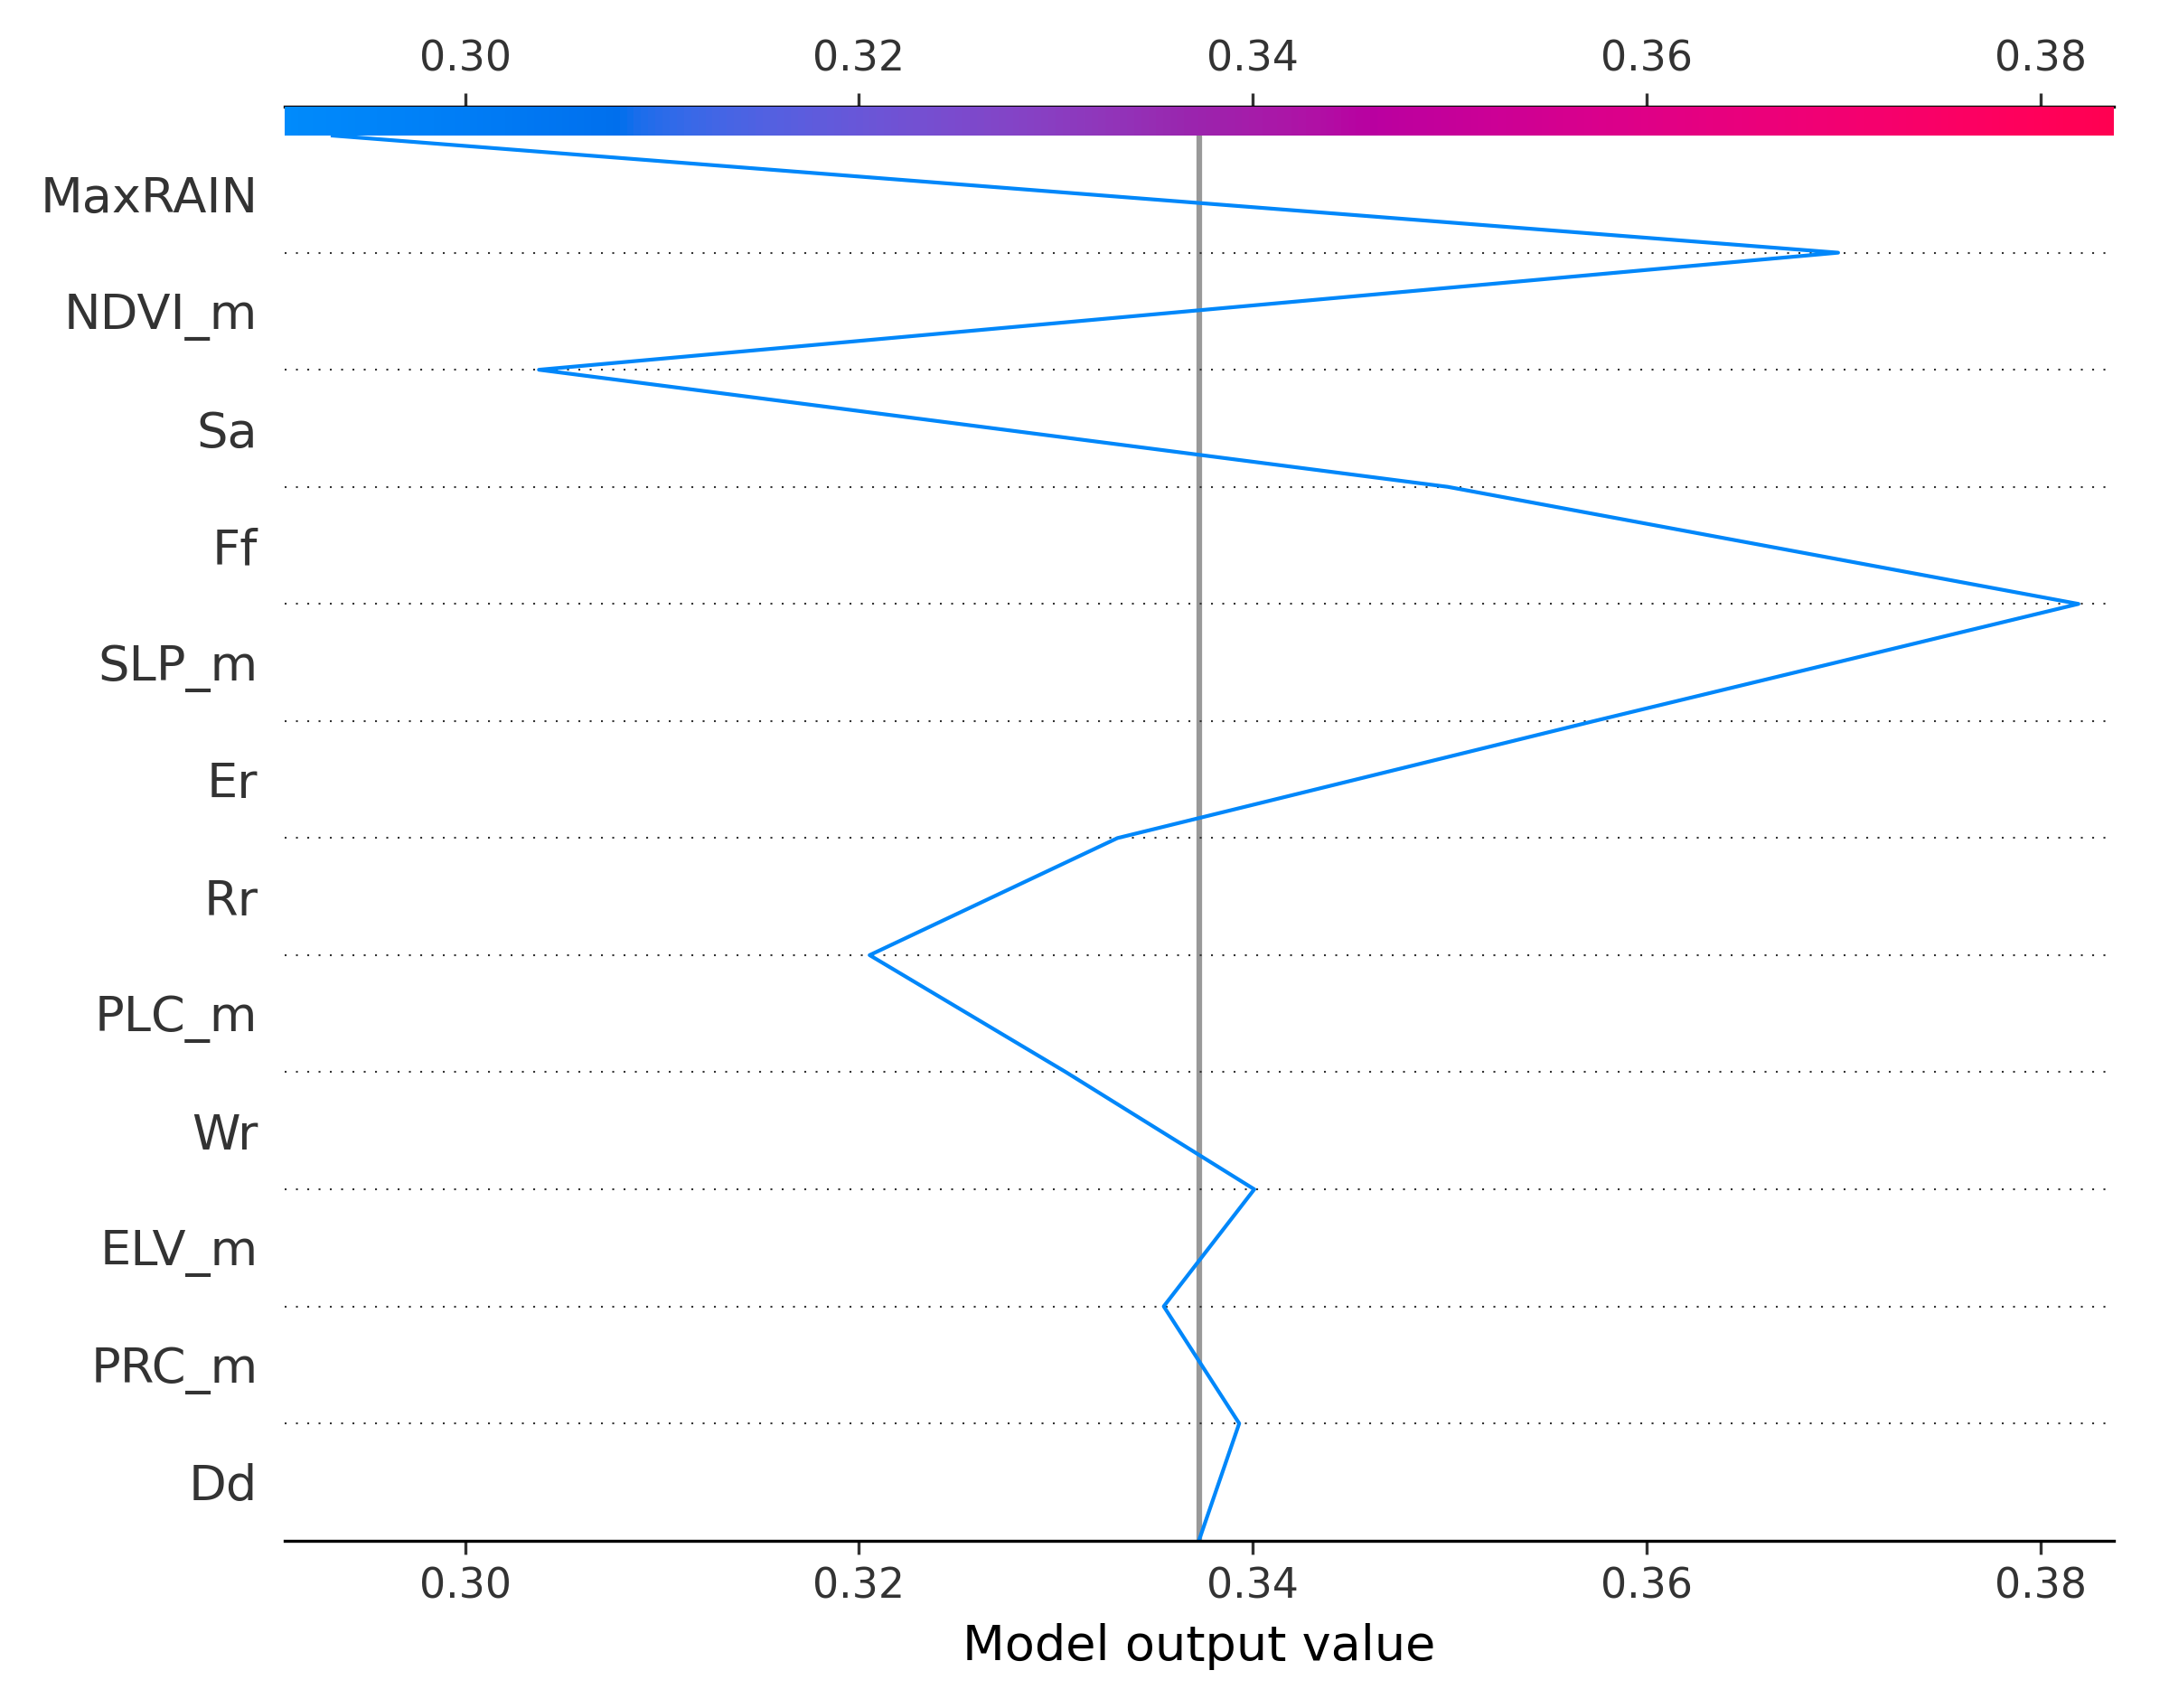 0.30 0.32 0.34 0.36 0.38
MaxRAIN
NDVI_m
Sa
Ff
SLP_m
Er
Rr
PLC_m
Wr
ELV_m
PRC_m
Dd
0.30 0.32 0.34 0.36 0.38
Model output value